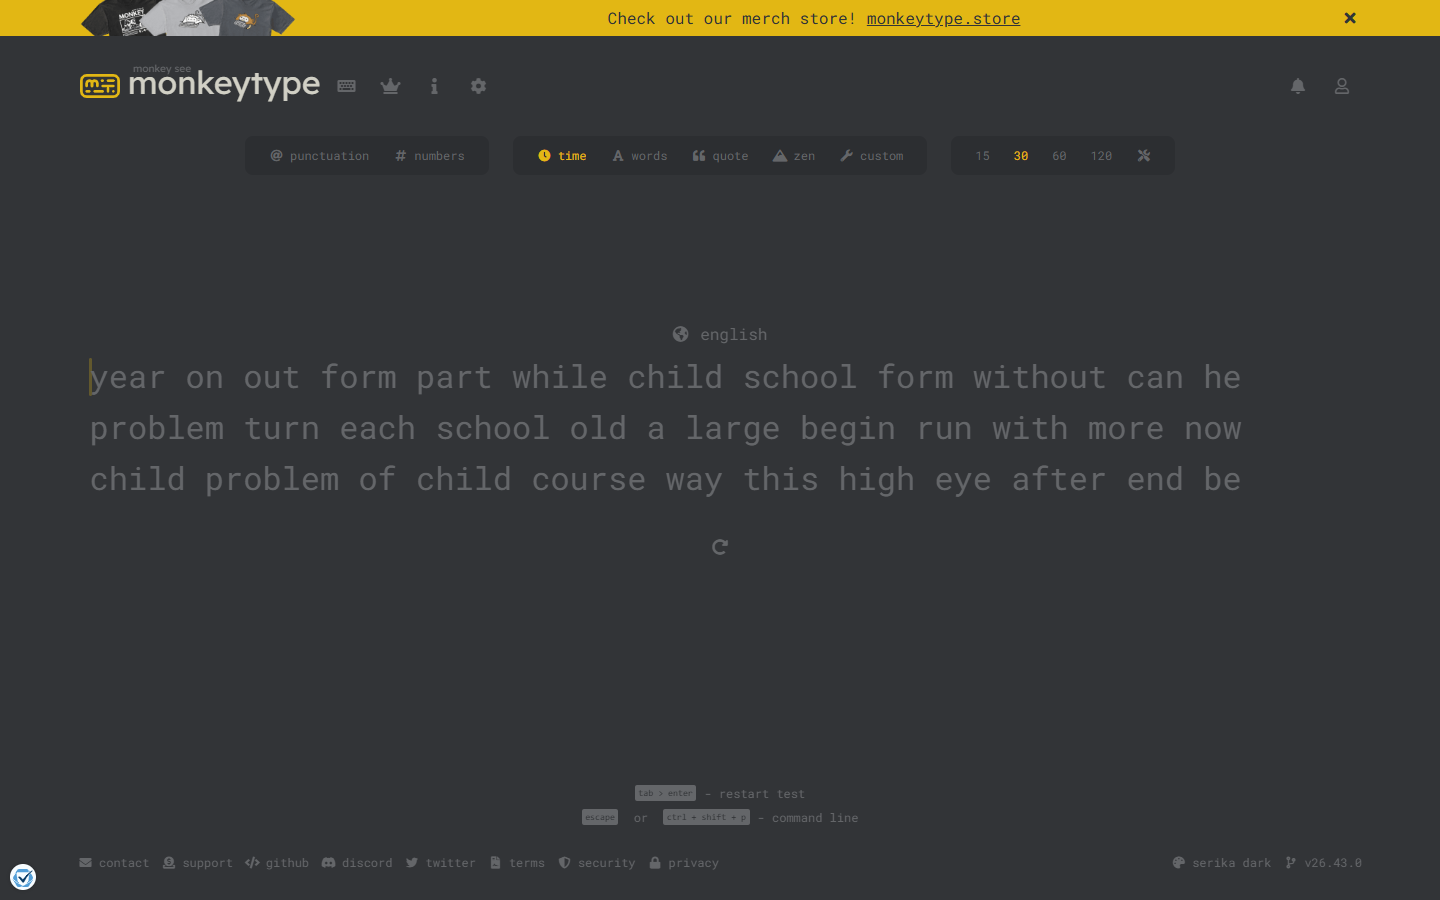 Check out our merch store! monkeytype.store
monkey see
monkeytype
punctuation numbers time words quote zen custom 15 30 60 120
english
year on out form part while child school form without can he
problem turn each school old a large begin run with more now
child problem of child course way this high eye after end be
tab > enter - restart test
escape or ctrl + shift + p - command line
contact support github discord twitter terms security privacy serika dark v26.43.0